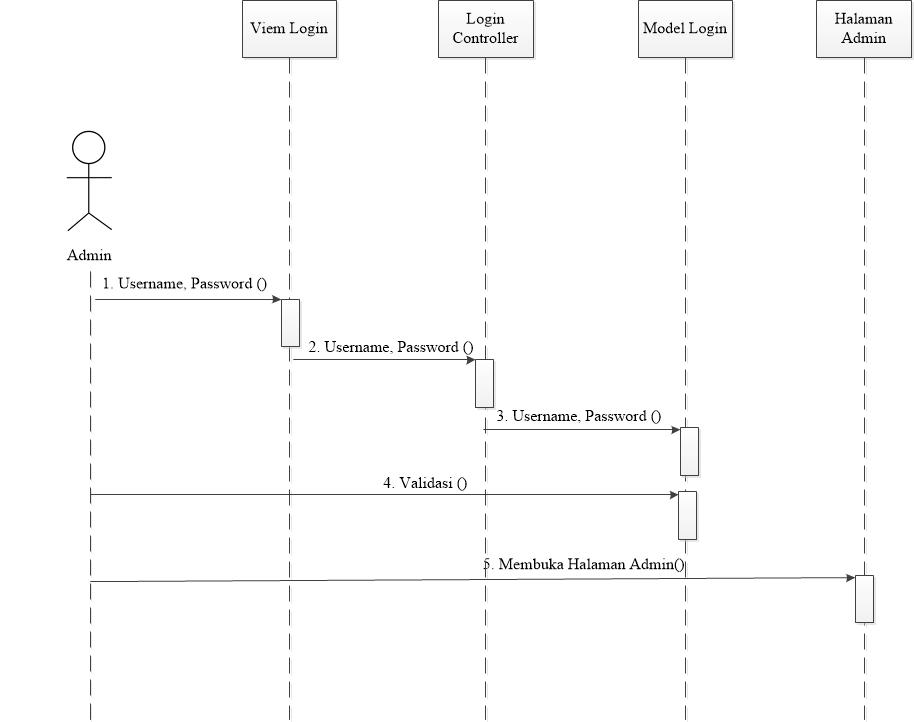 Viem Login
Login
Controller
Model Login
Halaman
Admin
Admin
1. Username, Password ()
2. Username, Password ()
3. Username, Password ()
4. Validasi ()
5. Membuka Halaman Admin()